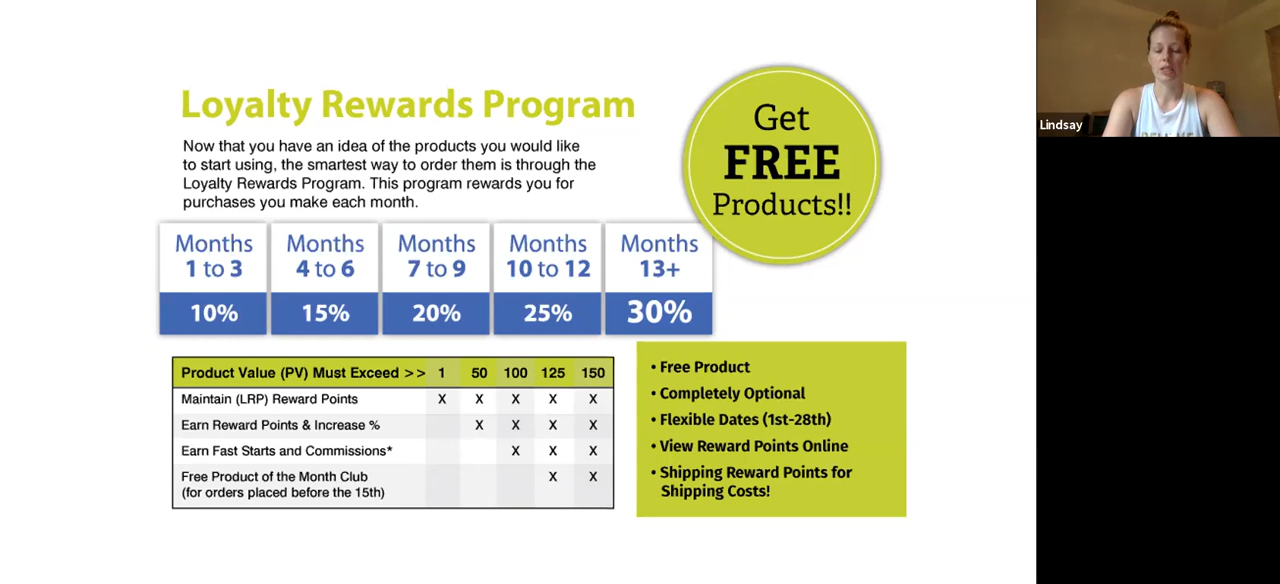 Loyalty Rewards Program
Now that you have an idea of the products you would like
to start using, the smartest way to order them is through the
Loyalty Rewards Program. This program rewards you for
purchases you make each month.
Get
FREE
Products!!
Months Months Months Months Months
1 to 3 4 to 6 7 to 9 10 to 12 13+
10% 15% 20% 25% 30%
Product Value (PV) Must Exceed >> 1 50 100 125 150
Maintain (LRP) Reward Points X X X X X
Earn Reward Points & Increase % X X X X
Earn Fast Starts and Commissions* X X X
Free Product of the Month Club X X
(for orders placed before the 15th)
• Free Product
• Completely Optional
• Flexible Dates (1st-28th)
• View Reward Points Online
• Shipping Reward Points for
Shipping Costs!
Lindsay